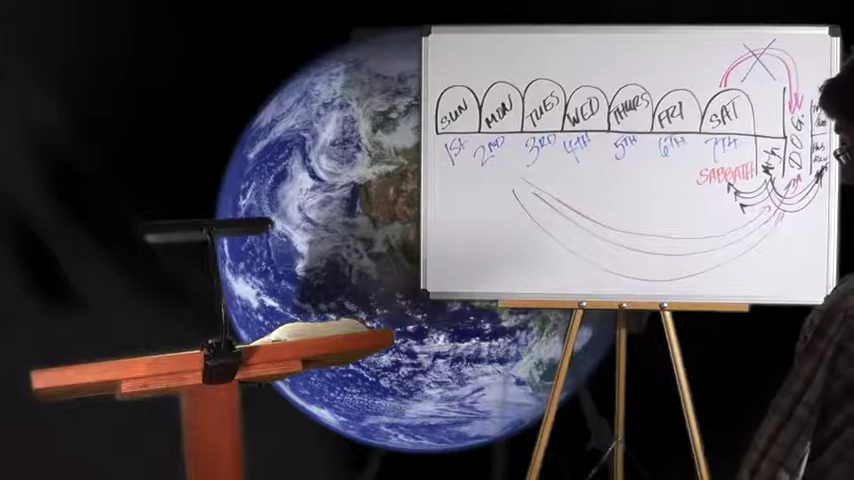 SUN MON TUES WED THURS FRI SAT
1ST 2ND 3RD 4TH 5TH 6TH 7TH
SABBATH